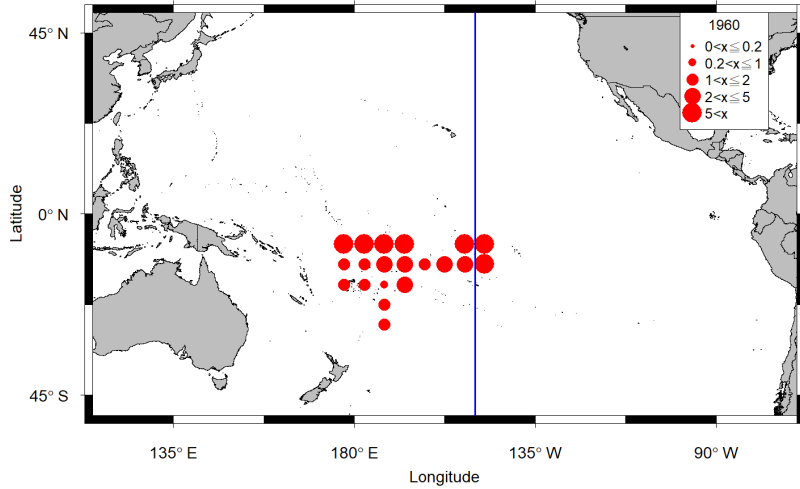 1960
45° N
0<x≦0.2
0.2<x≦1
1<x≦2
2<x≦5
5<x
0° N
Latitude
45° S
135° E
180° E
135° W
90° W
Longitude